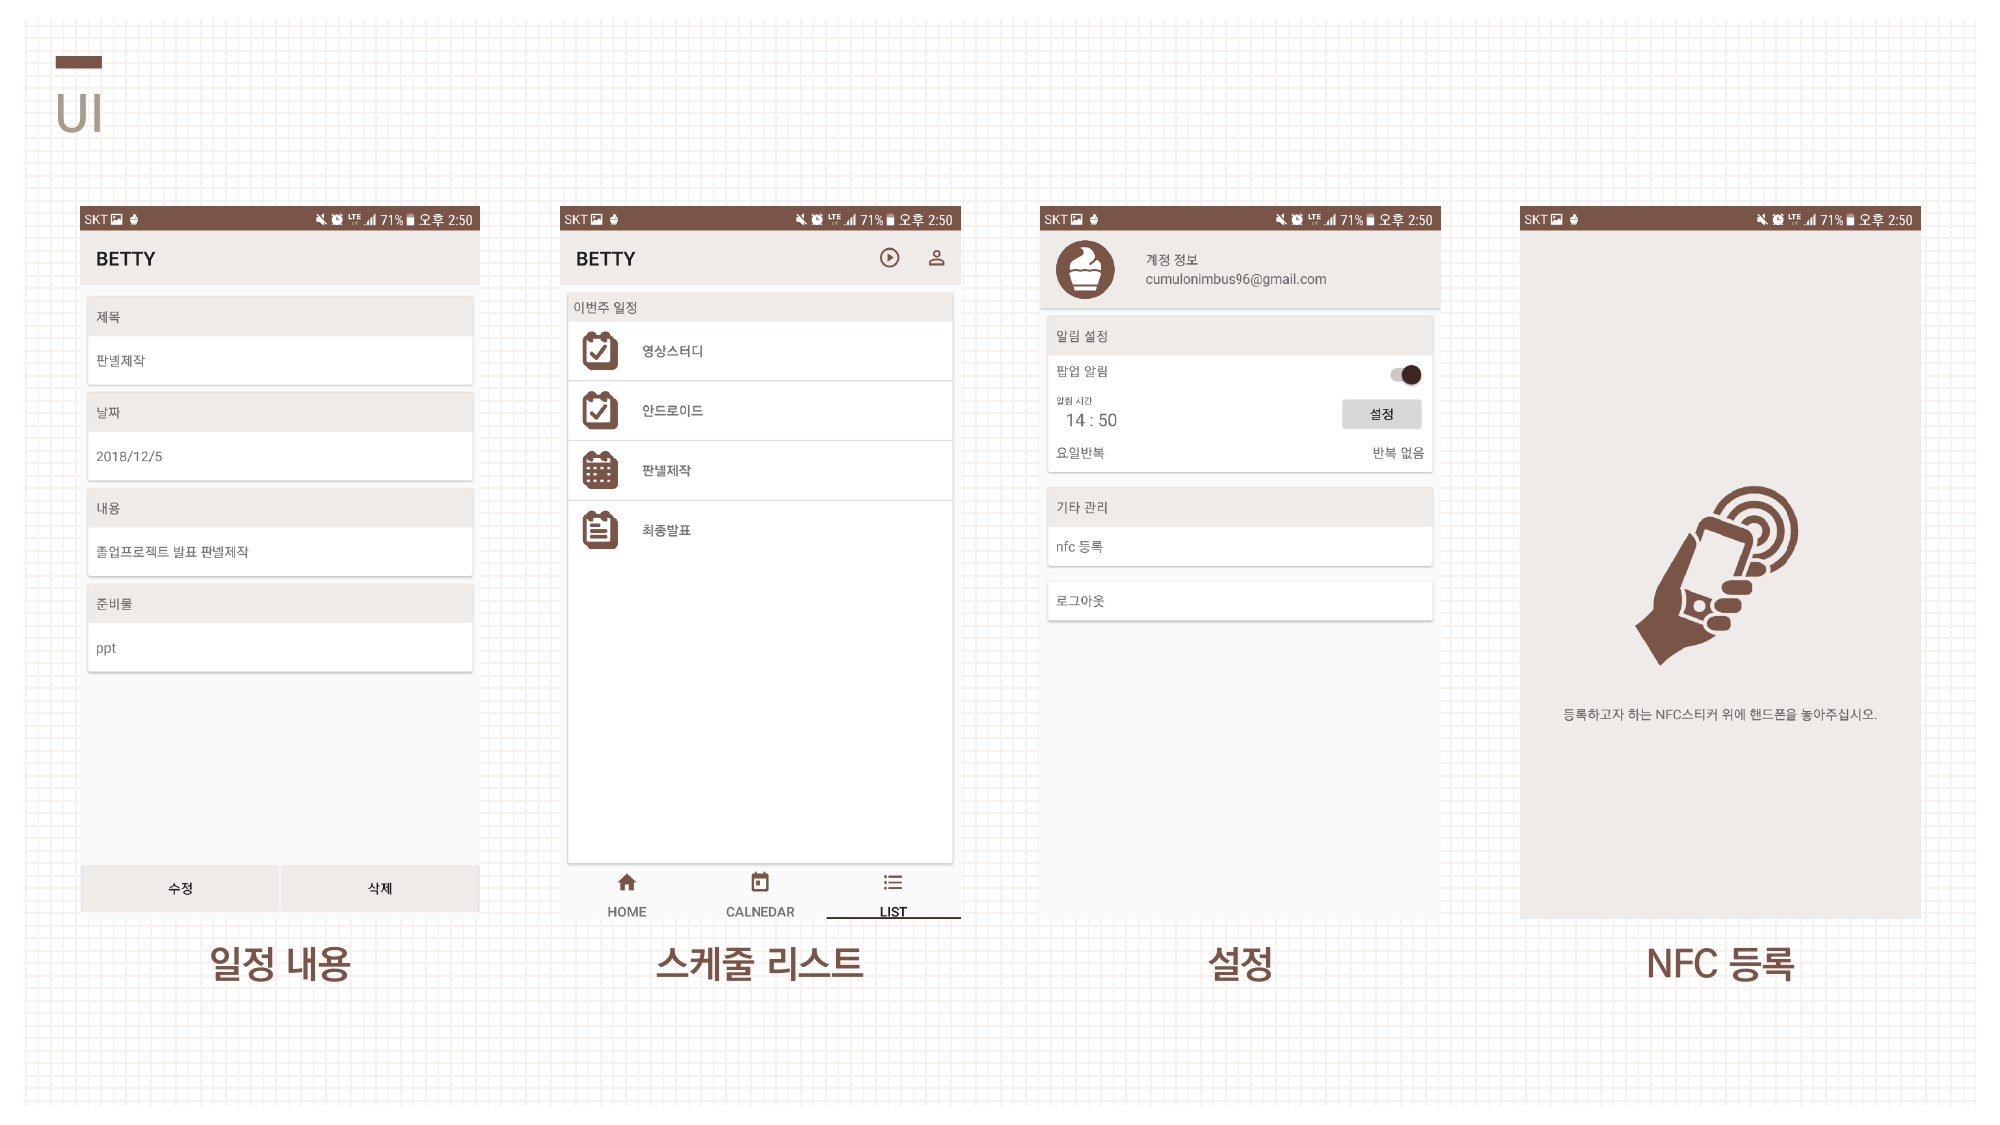 UI
SKT 71% 오후 2:50
BETTY
제목
판넬제작
날짜
2018/12/5
내용
졸업프로젝트 발표 판넬제작
준비물
ppt
수정 삭제
일정 내용
SKT LTE 71% 오후 2:50
BETTY
이번주 일정
영상스터디
안드로이드
판넬제작
최종발표
HOME CALNEDAR LIST
스케줄 리스트
SKT LTE 71% 오후 2:50
계정 정보
cumulonimbus96@gmail.com
알림 설정
팝업 알림
알림 시간
14 : 50 설정
요일반복 반복 없음
기타 관리
nfc 등록
로그아웃
설정
SKT LTE 71% 오후 2:50
등록하고자 하는 NFC스티커 위에 핸드폰을 놓아주십시오.
NFC 등록